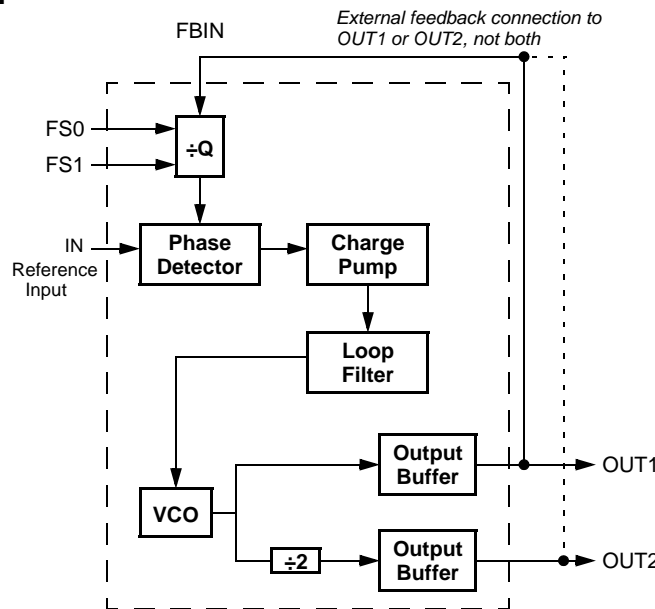 External feedback connection to
OUT1 or OUT2, not both
FBIN
FS0
FS1
÷Q
IN
Reference
Input
Phase
Detector
Charge
Pump
Loop
Filter
Output
Buffer
OUT1
VCO
÷2
Output
Buffer
OUT2